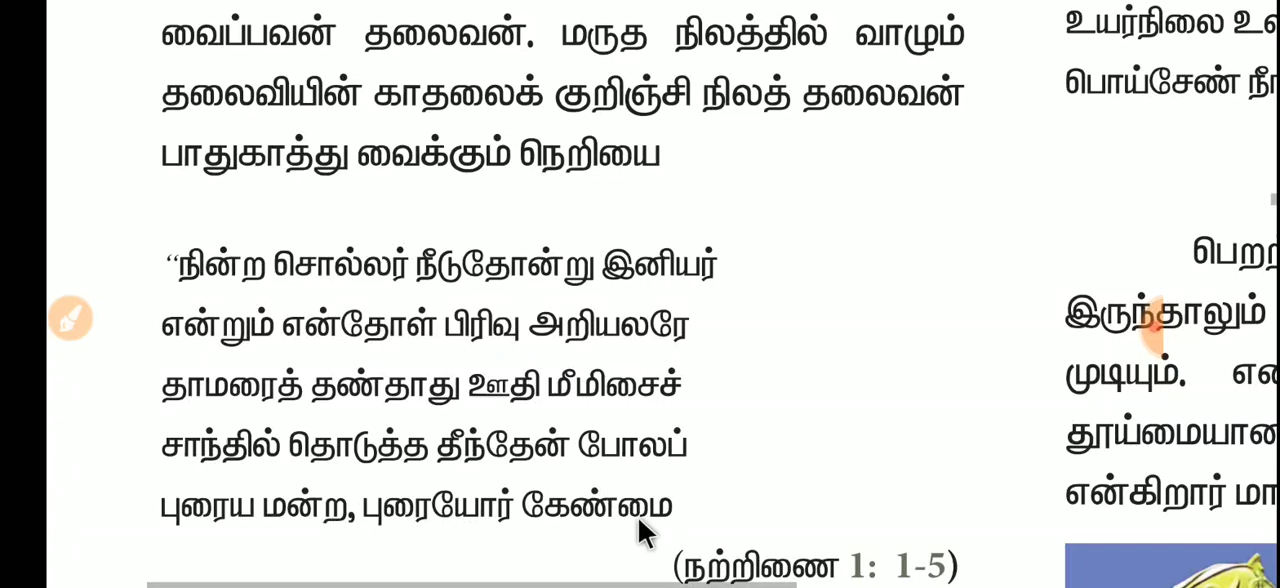 வைப்பவன் தலைவன். மருத நிலத்தில் வாழும்
தலைவியின் காதலைக் குறிஞ்சி நிலத் தலைவன்
பாதுகாத்து வைக்கும் நெறியை
“நின்ற சொல்லர் நீடுதோன்று இனியர்
என்றும் என்தோள் பிரிவு அறியலரே
தாமரைத் தண்தாது ஊதி மீமிசைச்
சாந்தில் தொடுத்த தீந்தேன் போலப்
புரைய மன்ற, புரையோர் கேண்மை
(நற்றிணை 1: 1-5)
உயர்நிலை
பொய்சேண்
இருந்தாலும்
முடியும்.
என்கிறார்